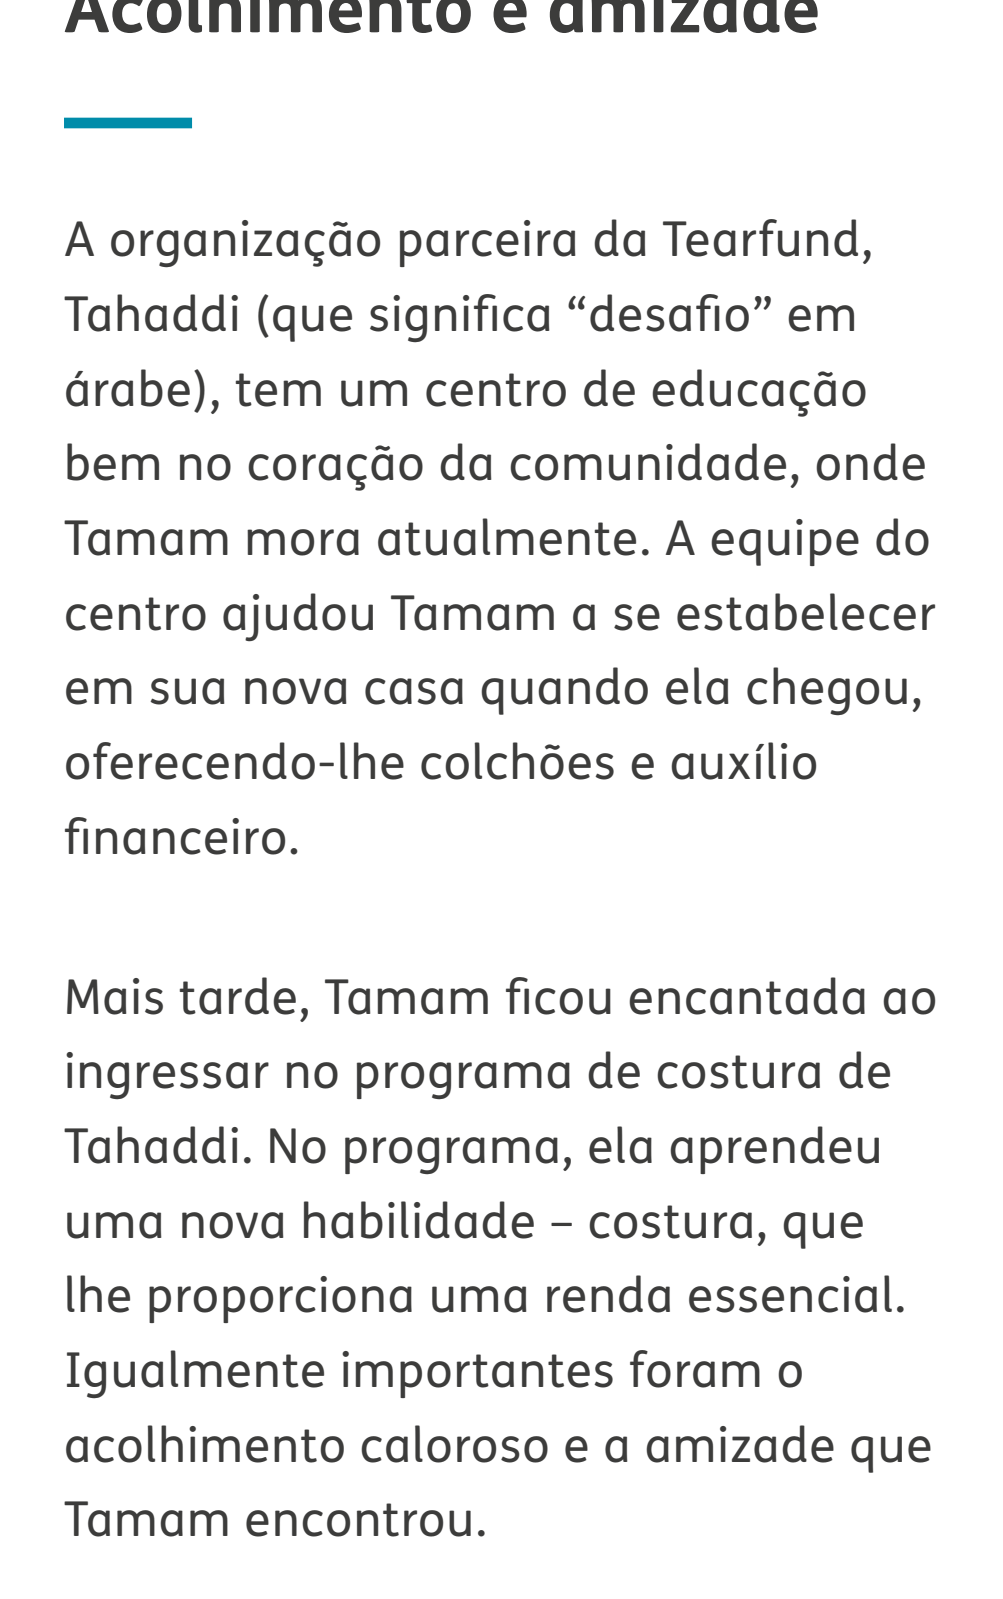 Acolhimento e amizade
A organização parceira da Tearfund,
Tahaddi (que significa “desafio” em
árabe), tem um centro de educação
bem no coração da comunidade, onde
Tamam mora atualmente. A equipe do
centro ajudou Tamam a se estabelecer
em sua nova casa quando ela chegou,
oferecendo-lhe colchões e auxílio
financeiro.
Mais tarde, Tamam ficou encantada ao
ingressar no programa de costura de
Tahaddi. No programa, ela aprendeu
uma nova habilidade – costura, que
lhe proporciona uma renda essencial.
Igualmente importantes foram o
acolhimento caloroso e a amizade que
Tamam encontrou.